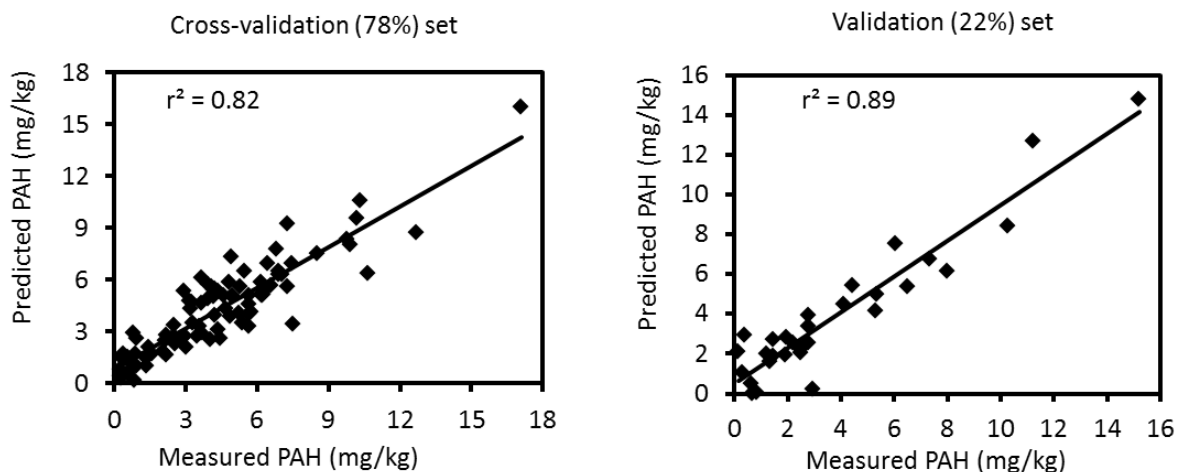 Cross-validation (78%) set
r² = 0.82
Predicted PAH (mg/kg)
18
15
12
9
6
3
0
0 3 6 9 12 15 18
Measured PAH (mg/kg)
Validation (22%) set
r² = 0.89
Predicted PAH (mg/kg)
16
14
12
10
8
6
4
2
0
0 2 4 6 8 10 12 14 16
Measured PAH (mg/kg)